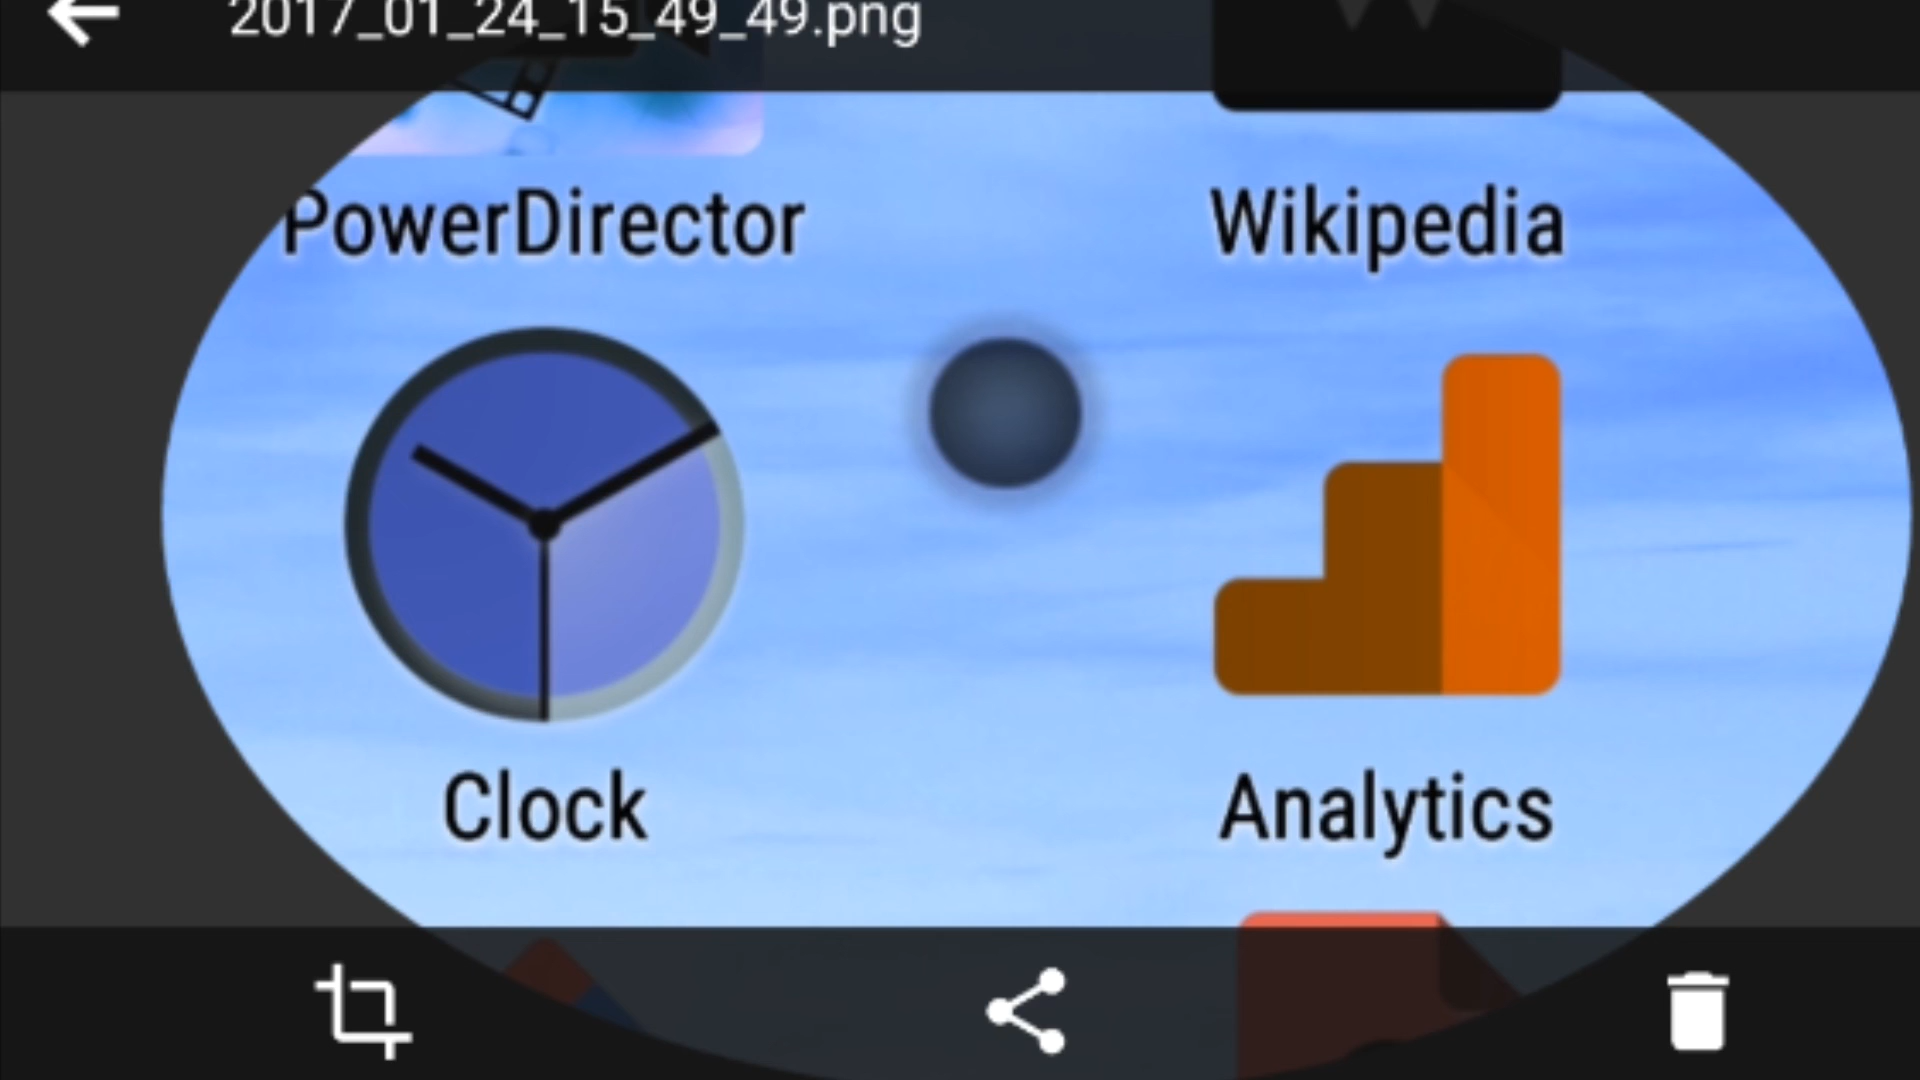 2017_01_24_15_49_49.png
PowerDirector
Wikipedia
Clock
Analytics